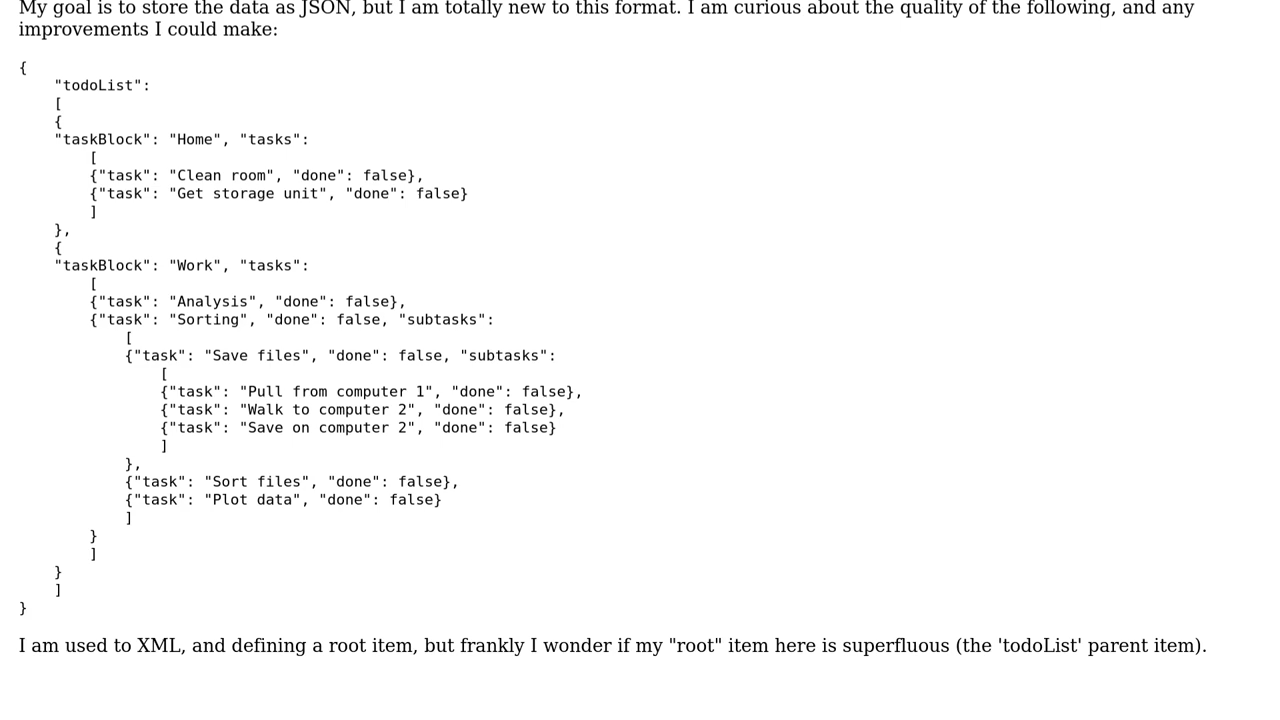 My goal is to store the data as JSON, but I am totally new to this format. I am curious about the quality of the following, and any
improvements I could make:
{
    "todoList":
    [
    {
    "taskBlock": "Home", "tasks":
        [
        {"task": "Clean room", "done": false},
        {"task": "Get storage unit", "done": false}
        ]
    },
    {
    "taskBlock": "Work", "tasks":
        [
        {"task": "Analysis", "done": false},
        {"task": "Sorting", "done": false, "subtasks":
            [
            {"task": "Save files", "done": false, "subtasks":
                [
                {"task": "Pull from computer 1", "done": false},
                {"task": "Walk to computer 2", "done": false},
                {"task": "Save on computer 2", "done": false}
                ]
            },
            {"task": "Sort files", "done": false},
            {"task": "Plot data", "done": false}
            ]
        }
        ]
    }
    ]
}
I am used to XML, and defining a root item, but frankly I wonder if my "root" item here is superfluous (the 'todoList' parent item).